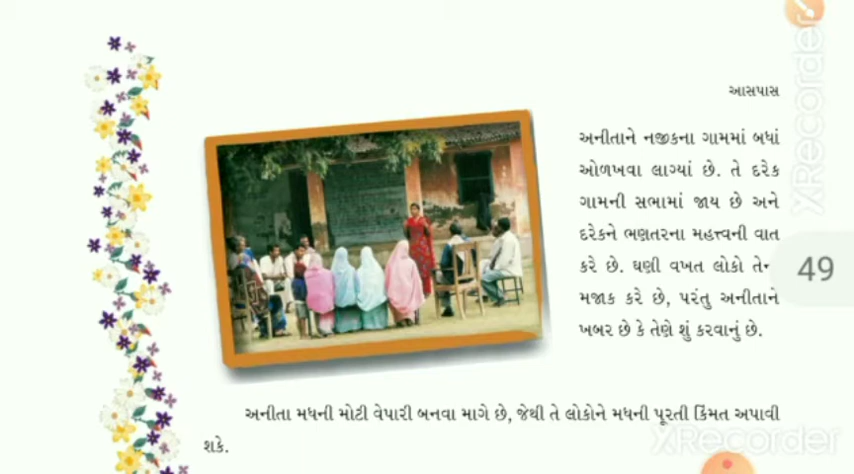 આસપાસ
અનીતાને નજીકના ગામમાં બધાં
ઓળખવા લાગ્યાં છે. તે દરેક
ગામની સભામાં જાય છે અને
દરેકને ભણતરના મહત્ત્વની વાત
કરે છે. ઘણી વખત લોકો
મજાક કરે છે, પરંતુ અનીતાને
ખબર છે કે તેણે શું કરવાનું છે.
49
અનીતા મધની મોટી વેપારી બનવા માગે છે, જેથી તે લોકોને મધની પૂરતી કિંમત અપાવી
શકે.
XRecorder
XRecorder